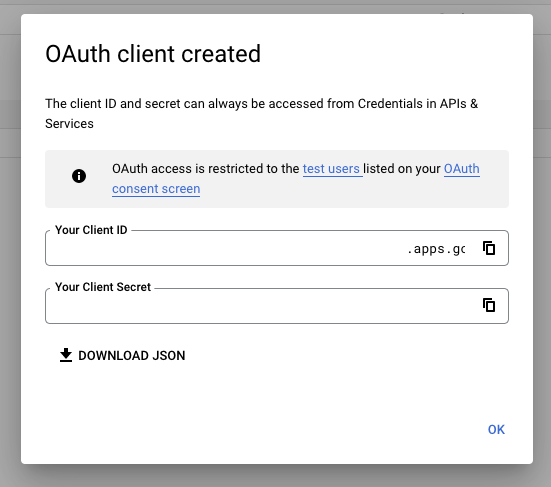 OAuth client created
The client ID and secret can always be accessed from Credentials in APIs &
Services
OAuth access is restricted to the test users listed on your OAuth
consent screen
Your Client ID
.apps.gc
Your Client Secret
DOWNLOAD JSON
OK